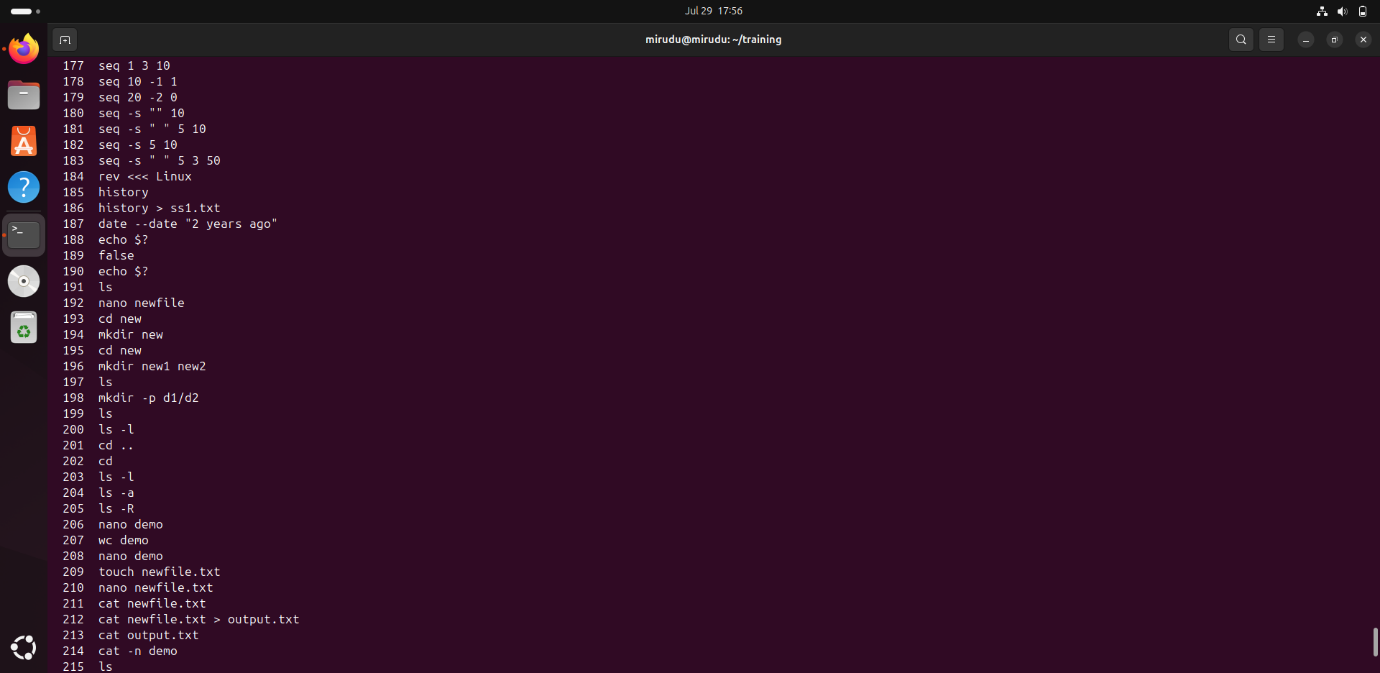 Jul 29 17:56
mirudu@mirudu: ~/training
177 seq 1 3 10
178 seq 10 -1 1
179 seq 20 -2 0
180 seq -s "" 10
181 seq -s " " 5 10
182 seq -s 5 10
183 seq -s " " 5 3 50
184 rev <<< Linux
185 history
186 history > ss1.txt
187 date --date "2 years ago"
188 echo $?
189 false
190 echo $?
191 ls
192 nano newfile
193 cd new
194 mkdir new
195 cd new
196 mkdir new1 new2
197 ls
198 mkdir -p d1/d2
199 ls
200 ls -l
201 cd ..
202 cd
203 ls -l
204 ls -a
205 ls -R
206 nano demo
207 wc demo
208 nano demo
209 touch newfile.txt
210 nano newfile.txt
211 cat newfile.txt
212 cat newfile.txt > output.txt
213 cat output.txt
214 cat -n demo
215 ls